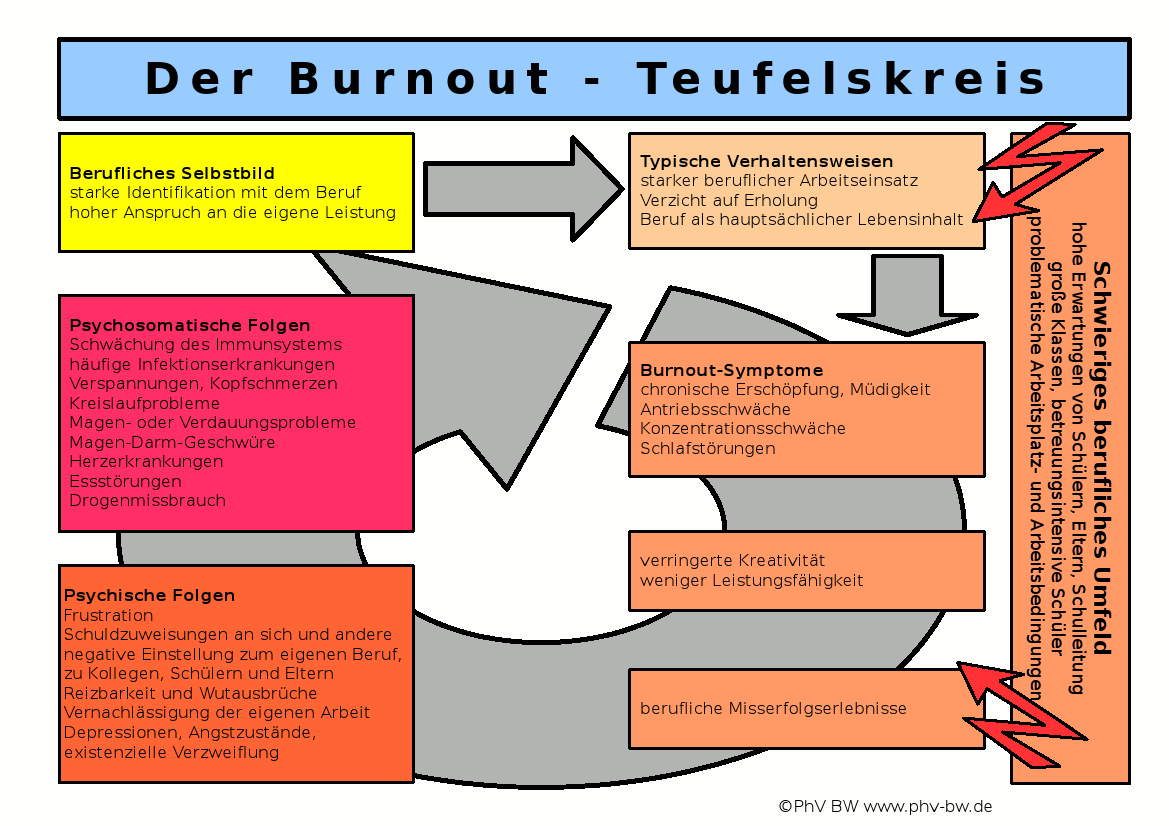 Der Burnout - Teufelskreis
Berufliches Selbstbild
starke Identifikation mit dem Beruf
hoher Anspruch an die eigene Leistung
Typische Verhaltensweisen
starker beruflicher Arbeitseinsatz
Verzicht auf Erholung
Beruf als hauptsächlicher Lebensinhalt
Schwieriges berufliches Umfeld
hohe Erwartungen von Schülern, Eltern, Schulleitung
große Klassen, betreuungsintensive Schüler
problematische Arbeitsplatz- und Arbeitsbedingungen
Burnout-Symptome
chronische Erschöpfung, Müdigkeit
Antriebsschwäche
Konzentrationsschwäche
Schlafstörungen
verringerte Kreativität
weniger Leistungsfähigkeit
berufliche Misserfolgserlebnisse
Psychosomatische Folgen
Schwächung des Immunsystems
häufige Infektionserkrankungen
Verspannungen, Kopfschmerzen
Kreislaufprobleme
Magen- oder Verdauungsprobleme
Magen-Darm-Geschwüre
Herzerkrankungen
Essstörungen
Drogenmissbrauch
Psychische Folgen
Frustration
Schuldzuweisungen an sich und andere
negative Einstellung zum eigenen Beruf,
zu Kollegen, Schülern und Eltern
Reizbarkeit und Wutausbrüche
Vernachlässigung der eigenen Arbeit
Depressionen, Angstzustände,
existenzielle Verzweiflung
©PhV BW www.phv-bw.de